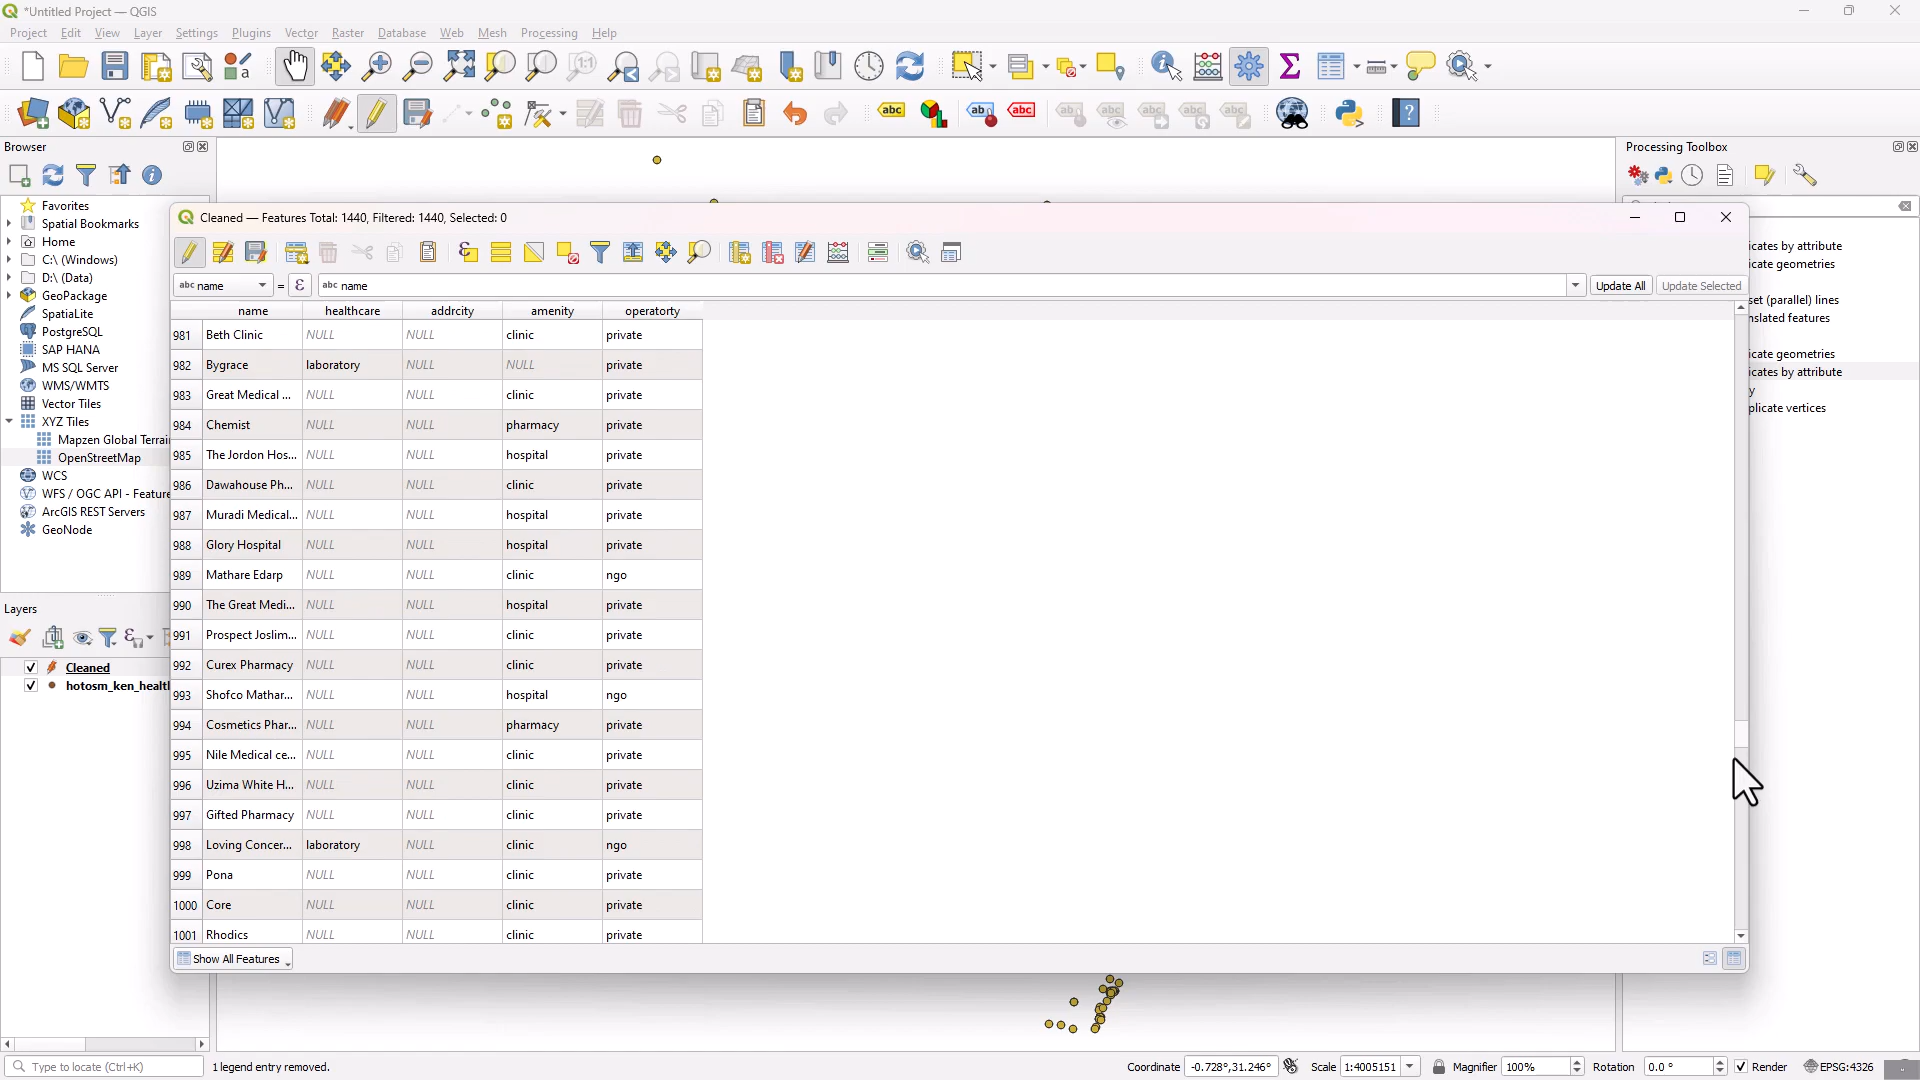 *Untitled Project — QGIS
Project Edit View Layer Settings Plugins Vector Raster Database Web Mesh Processing Help
Browser
Favorites
Spatial Bookmarks
Home
C:\ (Windows)
D:\ (Data)
GeoPackage
SpatiaLite
PostgreSQL
SAP HANA
MS SQL Server
WMS/WMTS
Vector Tiles
XYZ Tiles
Mapzen Global Terrai
OpenStreetMap
WCS
WFS / OGC API - Feature
ArcGIS REST Servers
GeoNode
Layers
Cleaned
hotosm_ken_healtl
Cleaned — Features Total: 1440, Filtered: 1440, Selected: 0
abc name = ε abc name Update All Update Selected
name healthcare addrcity amenity operatorty
981 Beth Clinic NULL NULL clinic private
982 Bygrace laboratory NULL NULL private
983 Great Medical ... NULL NULL clinic private
984 Chemist NULL NULL pharmacy private
985 The Jordon Hos... NULL NULL hospital private
986 Dawahouse Ph... NULL NULL clinic private
987 Muradi Medical... NULL NULL hospital private
988 Glory Hospital NULL NULL hospital private
989 Mathare Edarp NULL NULL clinic ngo
990 The Great Medi... NULL NULL hospital private
991 Prospect Joslim... NULL NULL clinic private
992 Curex Pharmacy NULL NULL clinic private
993 Shofco Mathar... NULL NULL hospital ngo
994 Cosmetics Phar... NULL NULL pharmacy private
995 Nile Medical ce... NULL NULL clinic private
996 Uzima White H... NULL NULL clinic private
997 Gifted Pharmacy NULL NULL clinic private
998 Loving Concer... laboratory NULL clinic ngo
999 Pona NULL NULL clinic private
1000 Core NULL NULL clinic private
1001 Rhodics NULL NULL clinic private
Show All Features
Processing Toolbox
icates by attribute
icate geometries
set (parallel) lines
nslated features
icate geometries
icates by attribute
y
plicate vertices
Type to locate (Ctrl+K) 1 legend entry removed. Coordinate -0.728°,31.246° Scale 1:4005151 Magnifier 100% Rotation 0.0 ° Render EPSG:4326